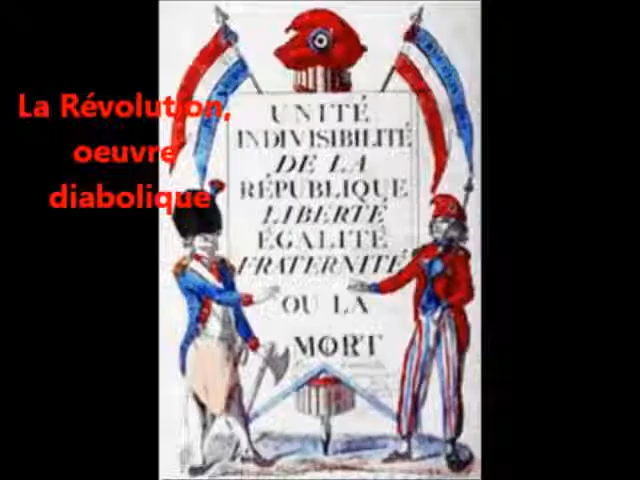 La Révolution,
oeuvre
diabolique
UNITÉ
INDIVISIBILITÉ
DE LA
RÉPUBLIQUE
LIBERTÉ
ÉGALITÉ
FRATERNITÉ
OU LA
MORT